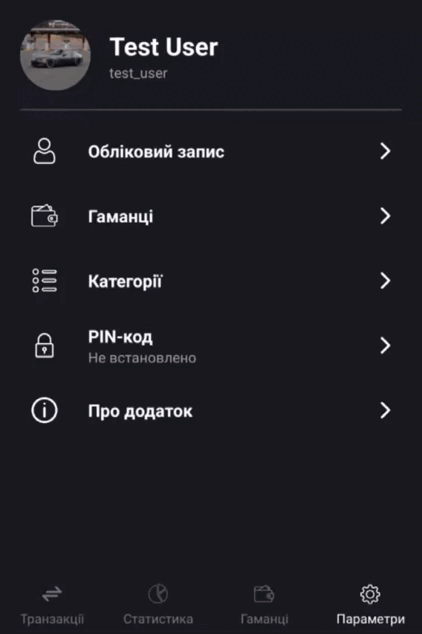 Test User
test_user
Обліковий запис
Гаманці
Категорії
PIN-код
Не встановлено
Про додаток
Транзакції
Статистика
Гаманці
Параметри